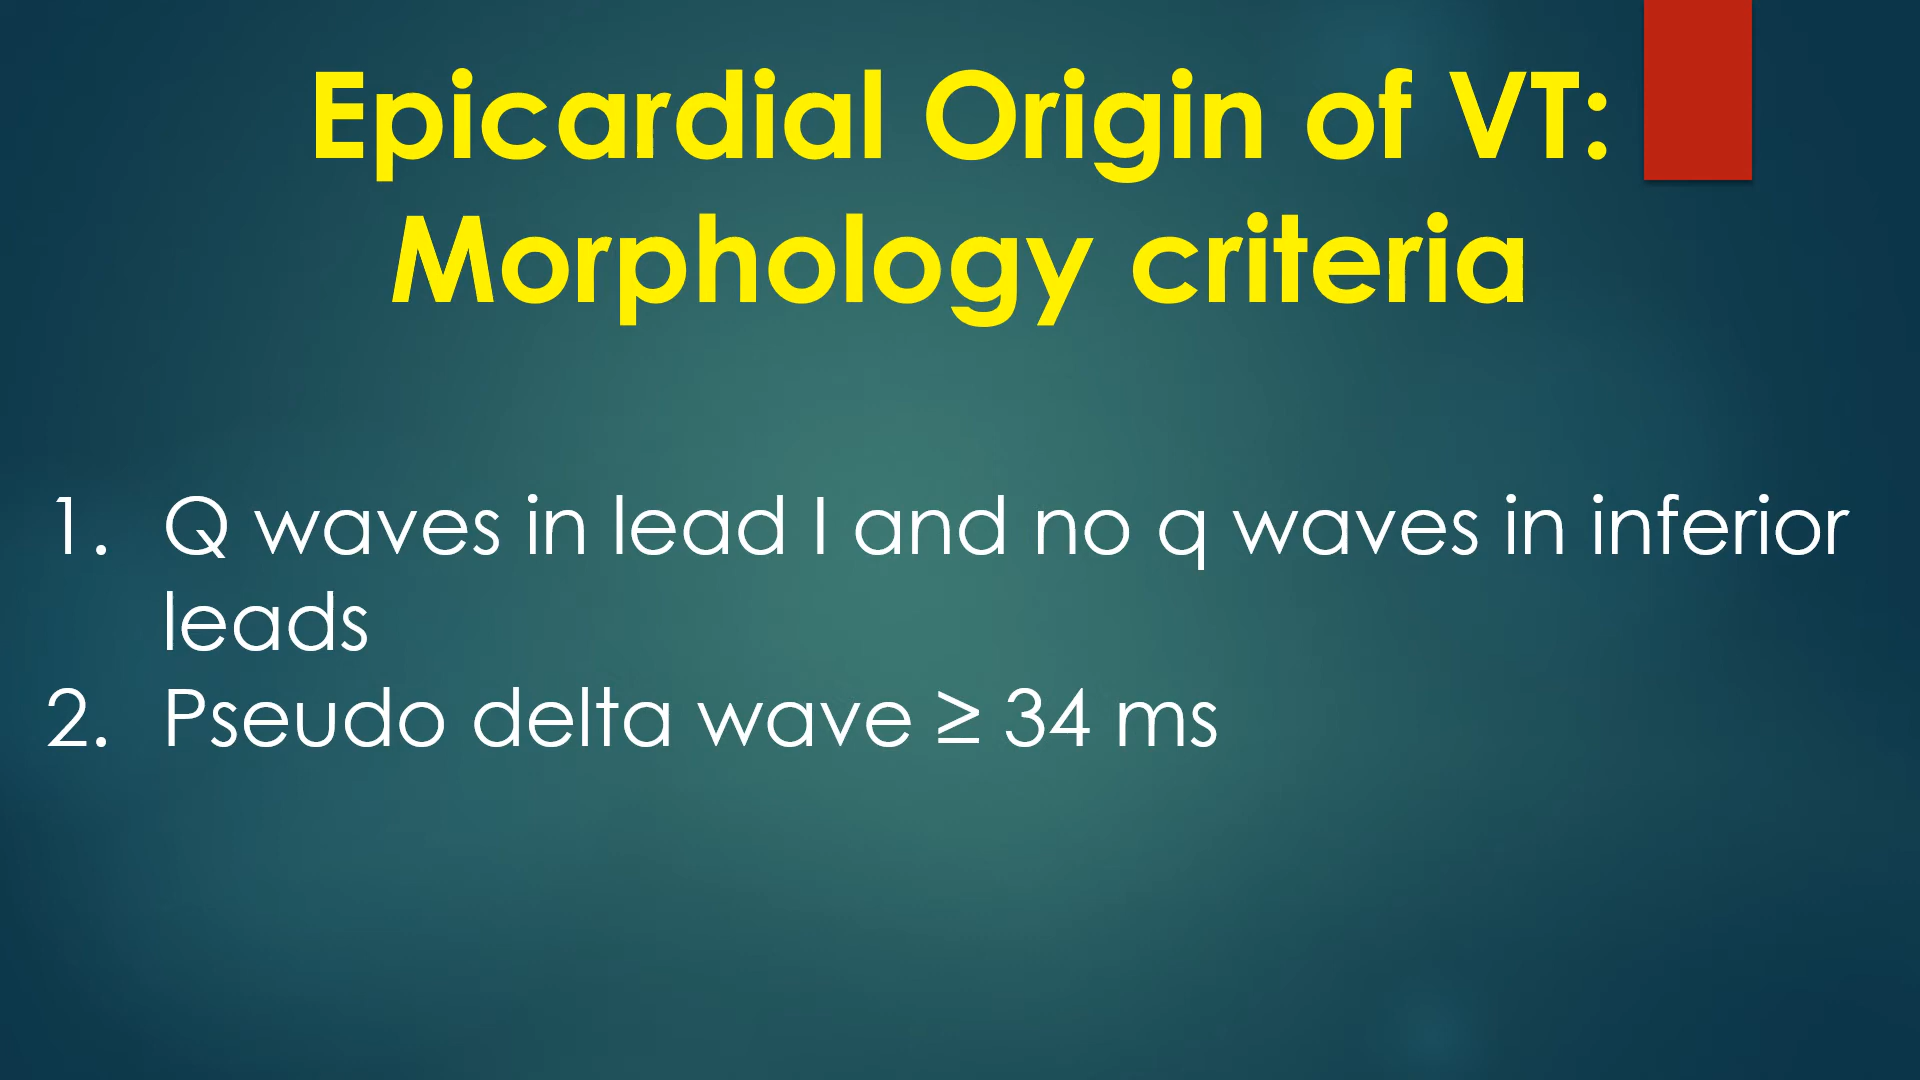 Epicardial Origin of VT:
Morphology criteria
1. Q waves in lead I and no q waves in inferior
leads
2. Pseudo delta wave ≥ 34 ms